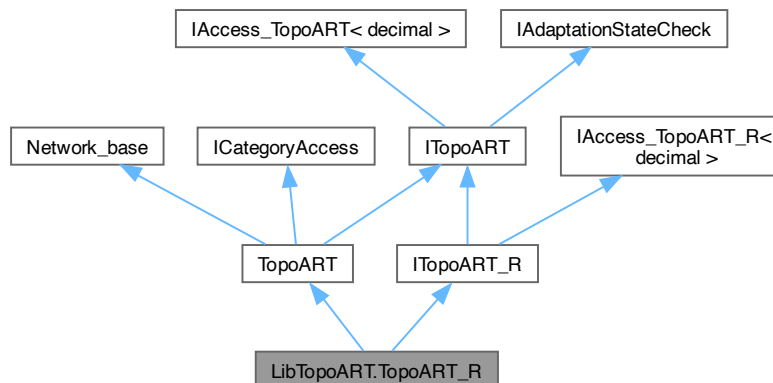 IAccess_TopoART< decimal >
IAdaptationStateCheck
Network_base
ICategoryAccess
ITopoART
IAccess_TopoART_R<
decimal >
TopoART
ITopoART_R
LibTopoART.TopoART_R